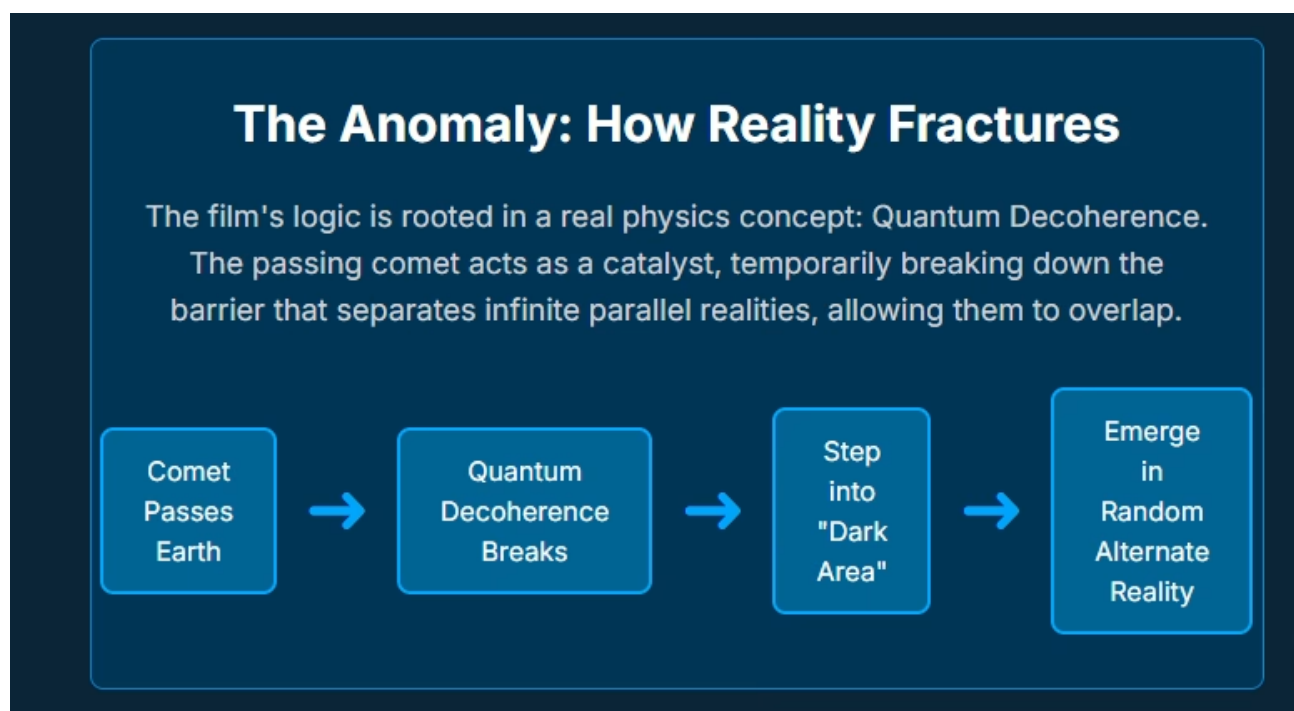 The Anomaly: How Reality Fractures
The film's logic is rooted in a real physics concept: Quantum Decoherence.
The passing comet acts as a catalyst, temporarily breaking down the
barrier that separates infinite parallel realities, allowing them to overlap.
Comet
Passes
Earth
Quantum
Decoherence
Breaks
Step
into
"Dark
Area"
Emerge
in
Random
Alternate
Reality